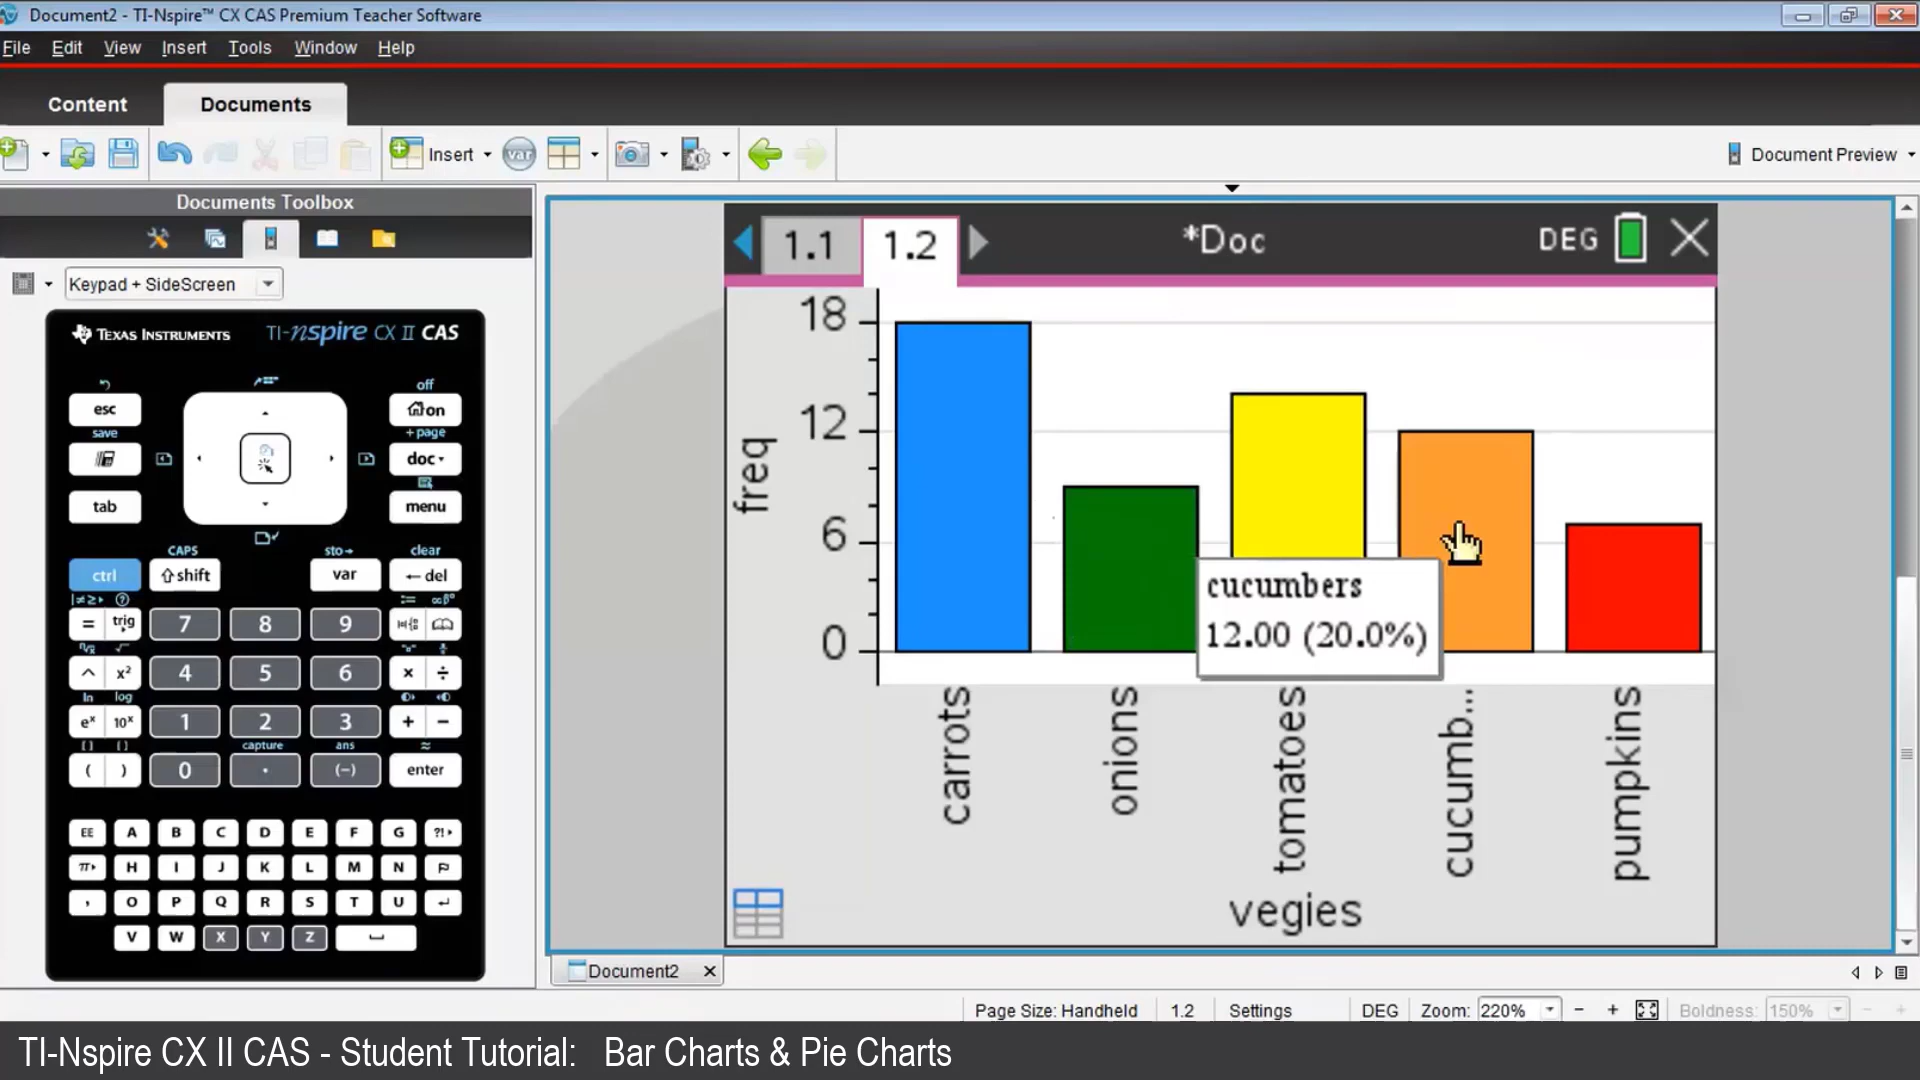 Document2 - TI-Nspire™ CX CAS Premium Teacher Software
File Edit View Insert Tools Window Help
Content Documents
Insert var Document Preview
Documents Toolbox
Keypad + SideScreen
TEXAS INSTRUMENTS TI-nspire CX II CAS
off
esc on
save + page
doc
tab menu
CAPS sto→ clear
ctrl ⇧shift var ←del
= trig 7 8 9
^ x² 4 5 6 × ÷
ln log
eˣ 10ˣ 1 2 3 + −
[ ] { } capture ans ≈
( ) 0 . (−) enter
EE A B C D E F G ?!▸
π▸ H I J K L M N
, O P Q R S T U ↵
V W X Y Z
1.1 1.2 *Doc DEG
18
12
6
0
freq
cucumbers
12.00 (20.0%)
carrots
onions
tomatoes
cucumb...
pumpkins
vegies
Document2
Page Size: Handheld 1.2 Settings DEG Zoom: 220% − + Boldness: 150% − +
TI-Nspire CX II CAS - Student Tutorial: Bar Charts & Pie Charts